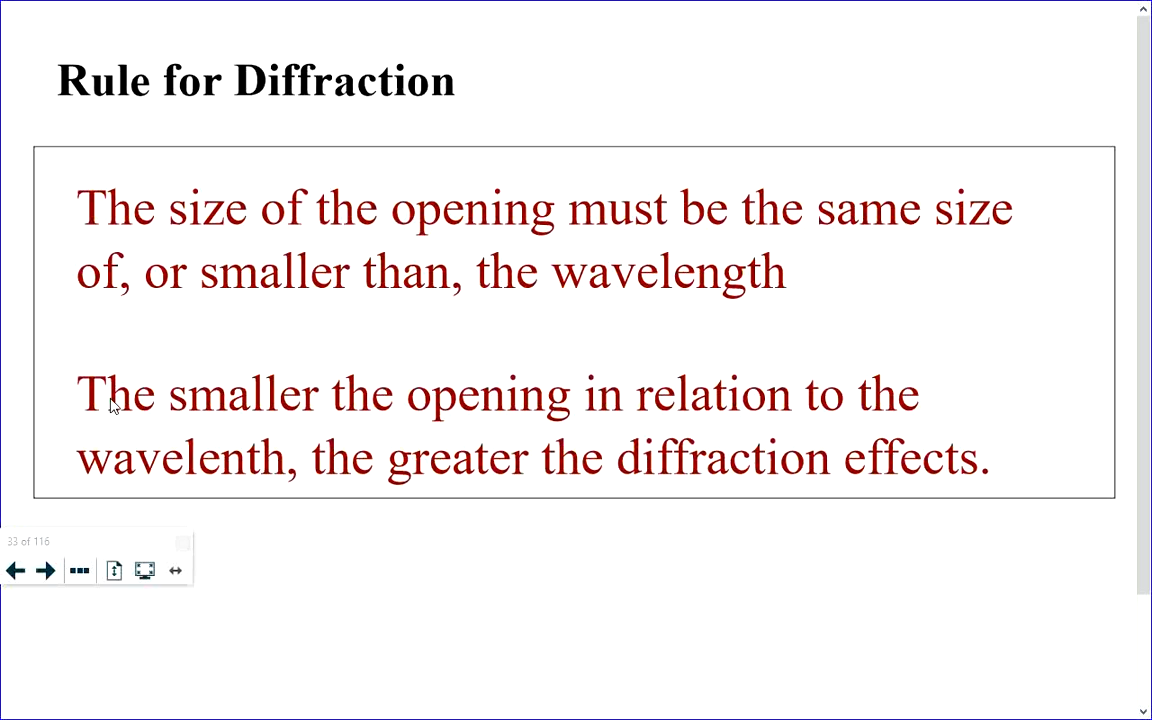 Rule for Diffraction
The size of the opening must be the same size
of, or smaller than, the wavelength
The smaller the opening in relation to the
wavelenth, the greater the diffraction effects.
33 of 116